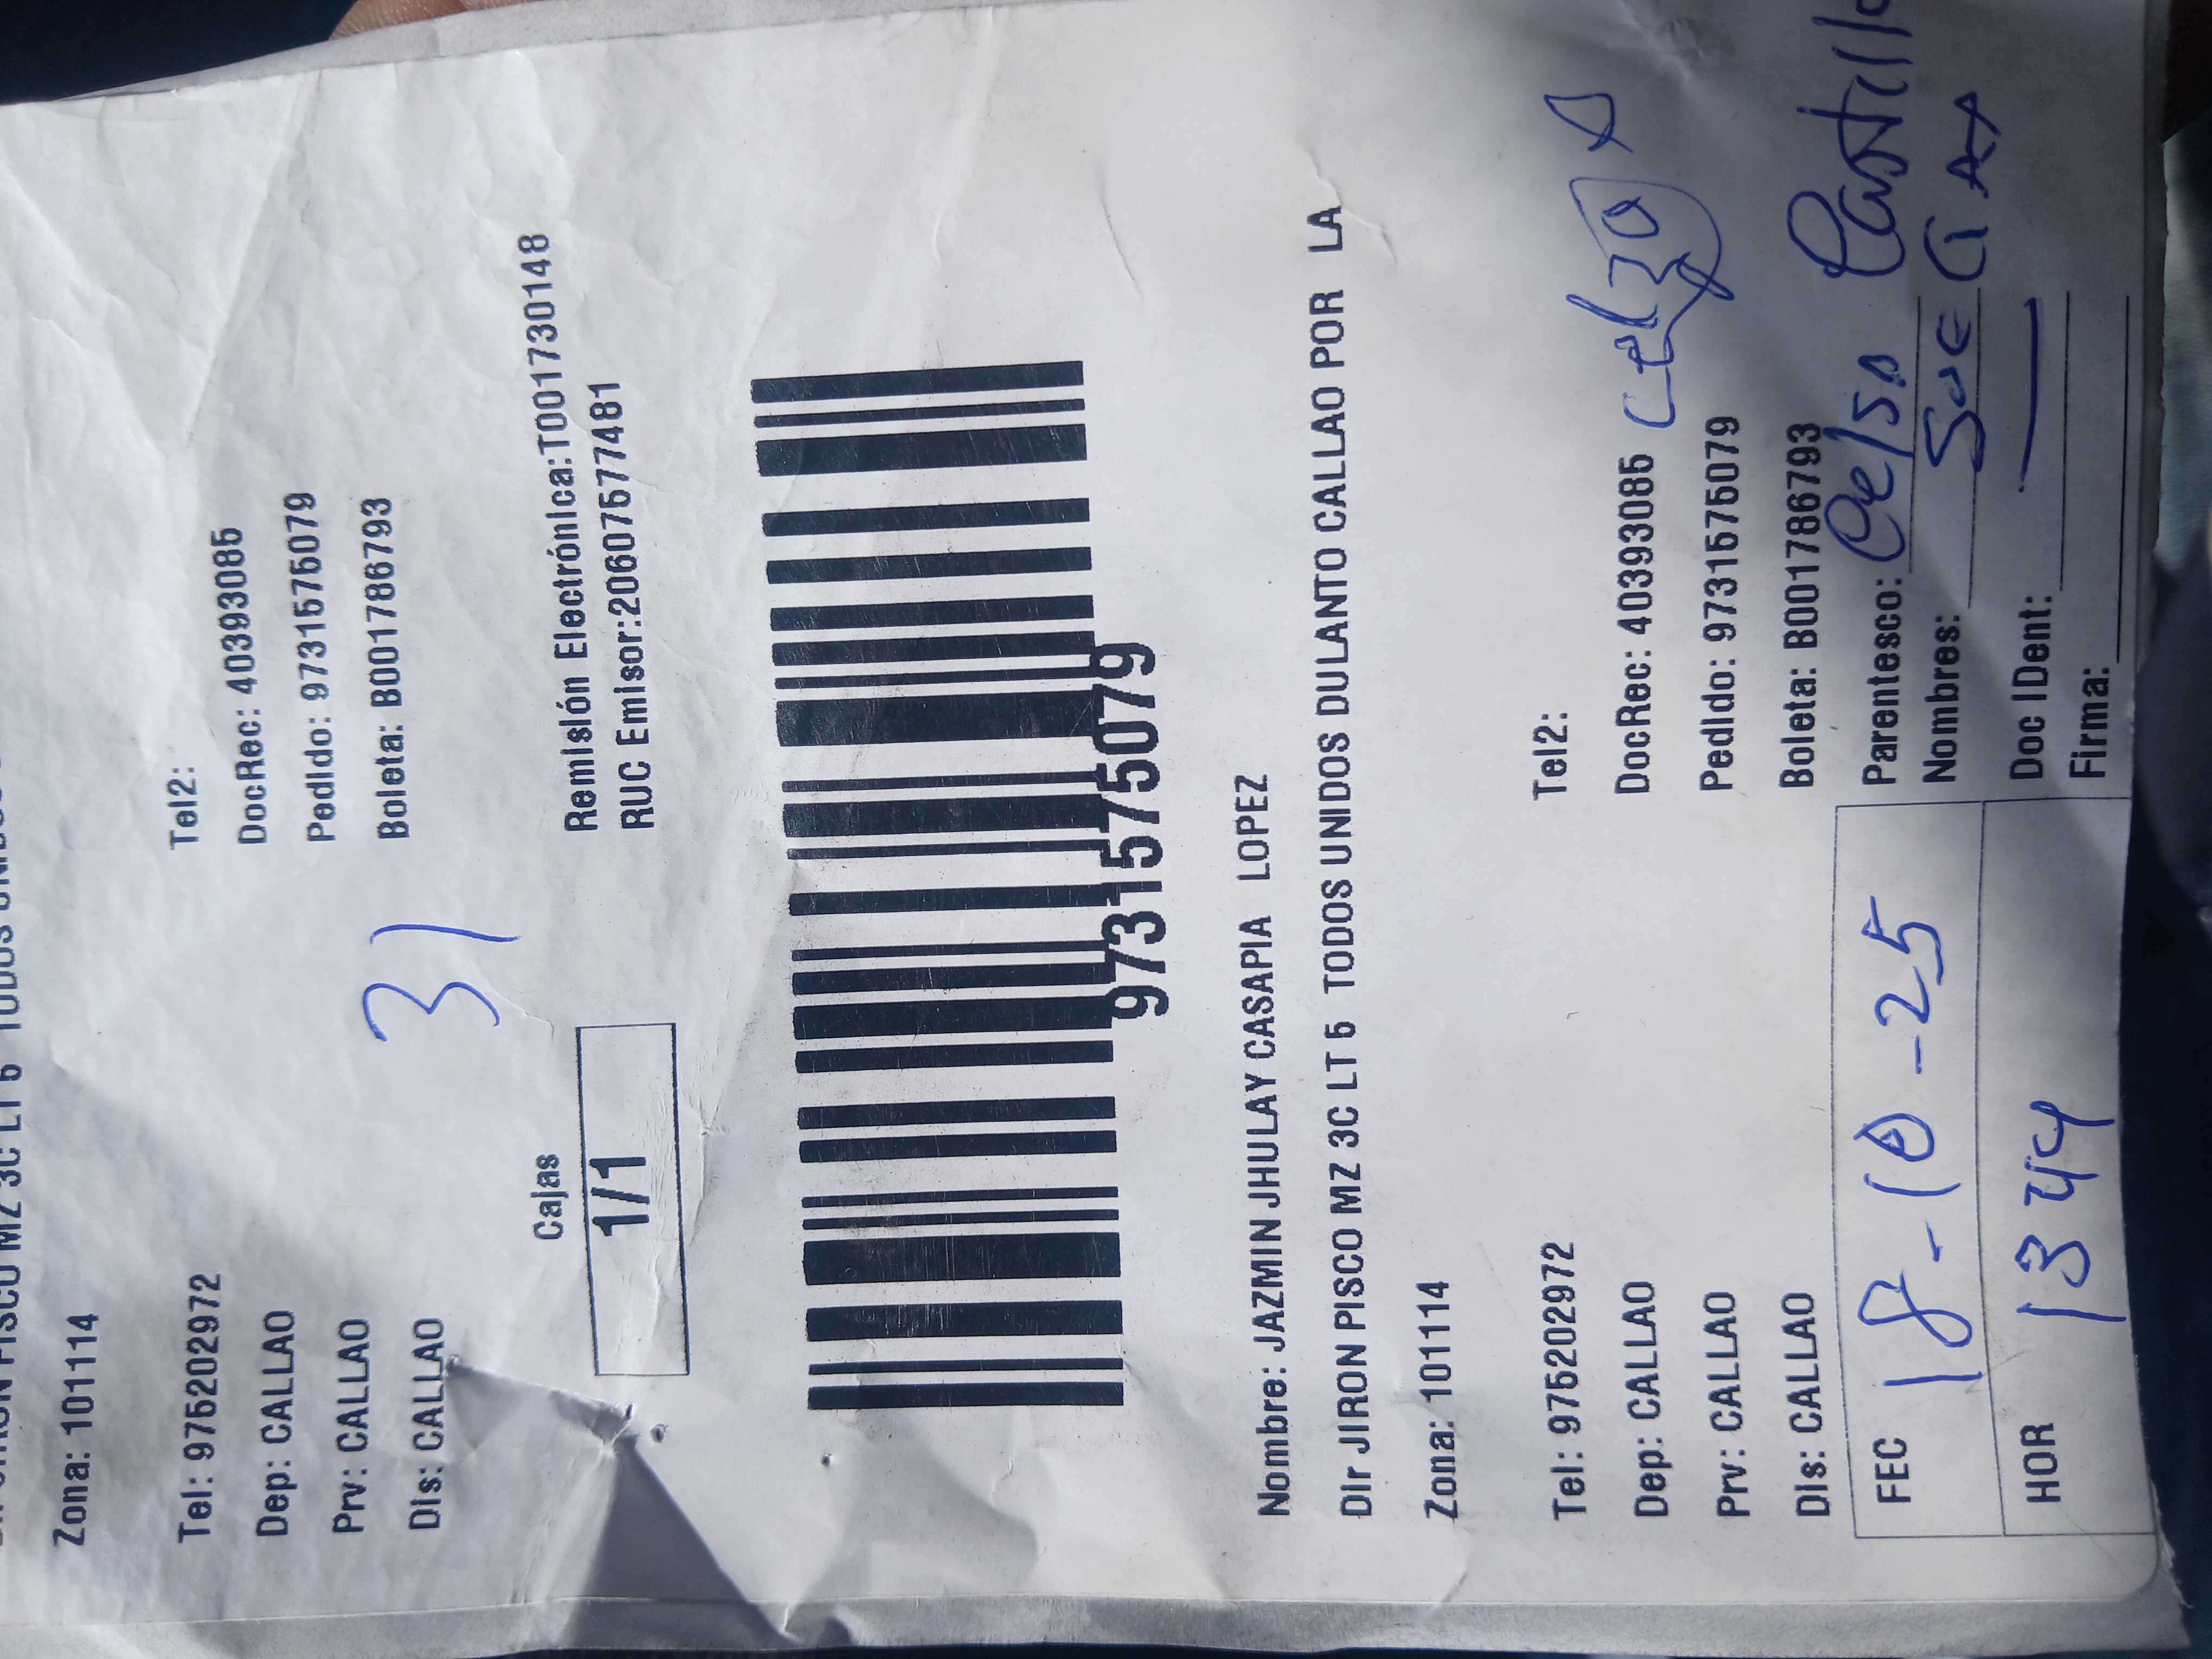 Zona: 101114
Tel: 975202972 Tel2:
Dep: CALLAO DocRec: 40393085
Prv: CALLAO Pedido: 9731575079
Dis: CALLAO Boleta: B001786793
31
Cajas
1/1
Remisión Electrónica:T001730148
RUC Emisor:20607577481
9731575079
Nombre: JAZMIN JHULAY CASAPIA LOPEZ
Dir JIRON PISCO MZ 3C LT 5 TODOS UNIDOS DULANTO CALLAO POR LA
Zona: 101114
Tel: 975202972 Tel2:
Dep: CALLAO DocRec: 40393085
Prv: CALLAO Pedido: 9731575079
Dis: CALLAO Boleta: B001786793
FEC 18-10-25
HOR 1344
Parentesco: Celso Castillo
Nombres:
Doc IDent:
Firma: